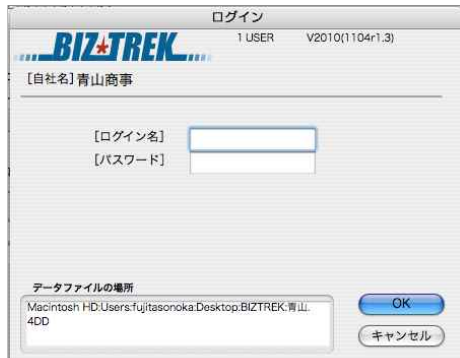 ログイン
BIZ★TREK
1 USER V2010(1104r1.3)
[自社名] 青山商事
[ログイン名]
[パスワード]
データファイルの場所
Macintosh HD:Users:fujitasonoka:Desktop:BIZTREK:青山.
4DD
OK
キャンセル